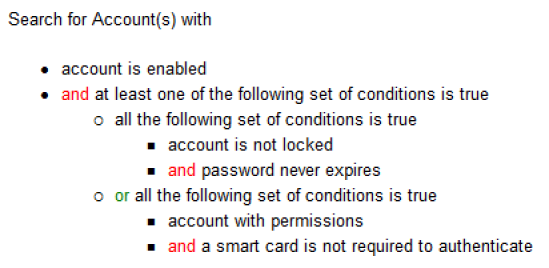 Search for Account(s) with
• account is enabled
• and at least one of the following set of conditions is true
o all the following set of conditions is true
▪ account is not locked
▪ and password never expires
o or all the following set of conditions is true
▪ account with permissions
▪ and a smart card is not required to authenticate